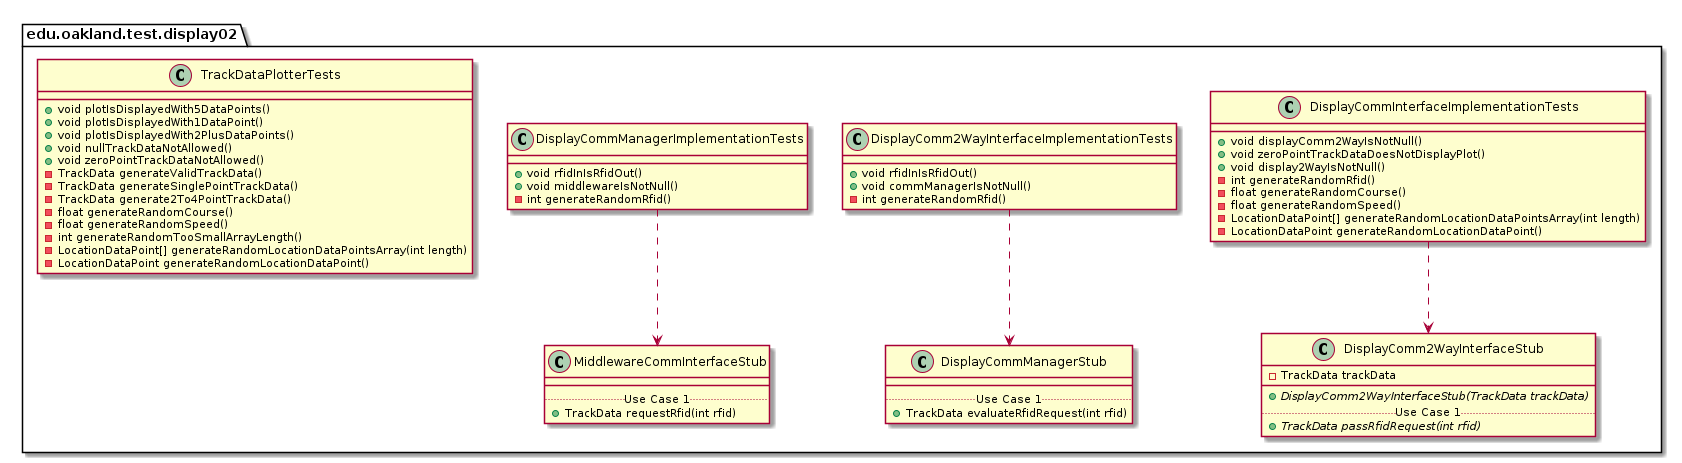 edu.oakland.test.display02
C TrackDataPlotterTests
void plotIsDisplayedWith5DataPoints()
void plotIsDisplayedWith1DataPoint()
void plotIsDisplayedWith2PlusDataPoints()
void nullTrackDataNotAllowed()
void zeroPointTrackDataNotAllowed()
TrackData generateValidTrackData()
TrackData generateSinglePointTrackData()
TrackData generate2To4PointTrackData()
float generateRandomCourse()
float generateRandomSpeed()
int generateRandomTooSmallArrayLength()
LocationDataPoint[] generateRandomLocationDataPointsArray(int length)
LocationDataPoint generateRandomLocationDataPoint()
C DisplayCommManagerImplementationTests
void rfidInIsRfidOut()
void middlewareIsNotNull()
int generateRandomRfid()
C DisplayComm2WayInterfaceImplementationTests
void rfidInIsRfidOut()
void commManagerIsNotNull()
int generateRandomRfid()
C DisplayCommInterfaceImplementationTests
void displayComm2WayIsNotNull()
void zeroPointTrackDataDoesNotDisplayPlot()
void display2WayIsNotNull()
int generateRandomRfid()
float generateRandomCourse()
float generateRandomSpeed()
LocationDataPoint[] generateRandomLocationDataPointsArray(int length)
LocationDataPoint generateRandomLocationDataPoint()
C MiddlewareCommInterfaceStub
Use Case 1
TrackData requestRfid(int rfid)
C DisplayCommManagerStub
Use Case 1
TrackData evaluateRfidRequest(int rfid)
C DisplayComm2WayInterfaceStub
TrackData trackData
DisplayComm2WayInterfaceStub(TrackData trackData)
Use Case 1
TrackData passRfidRequest(int rfid)